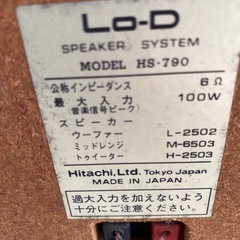 Lo-D
SPEAKER SYSTEM
MODEL HS-790
公称インピーダンス 6Ω
最大入力 100W
(音楽信号ピーク)
スピーカー
ウーファー L-2502
ミッドレンジ M-6503
トゥイーター H-2503
Hitachi, Ltd. Tokyo Japan
MADE IN JAPAN
過大入力を加えないよう
十分にご注意ください。